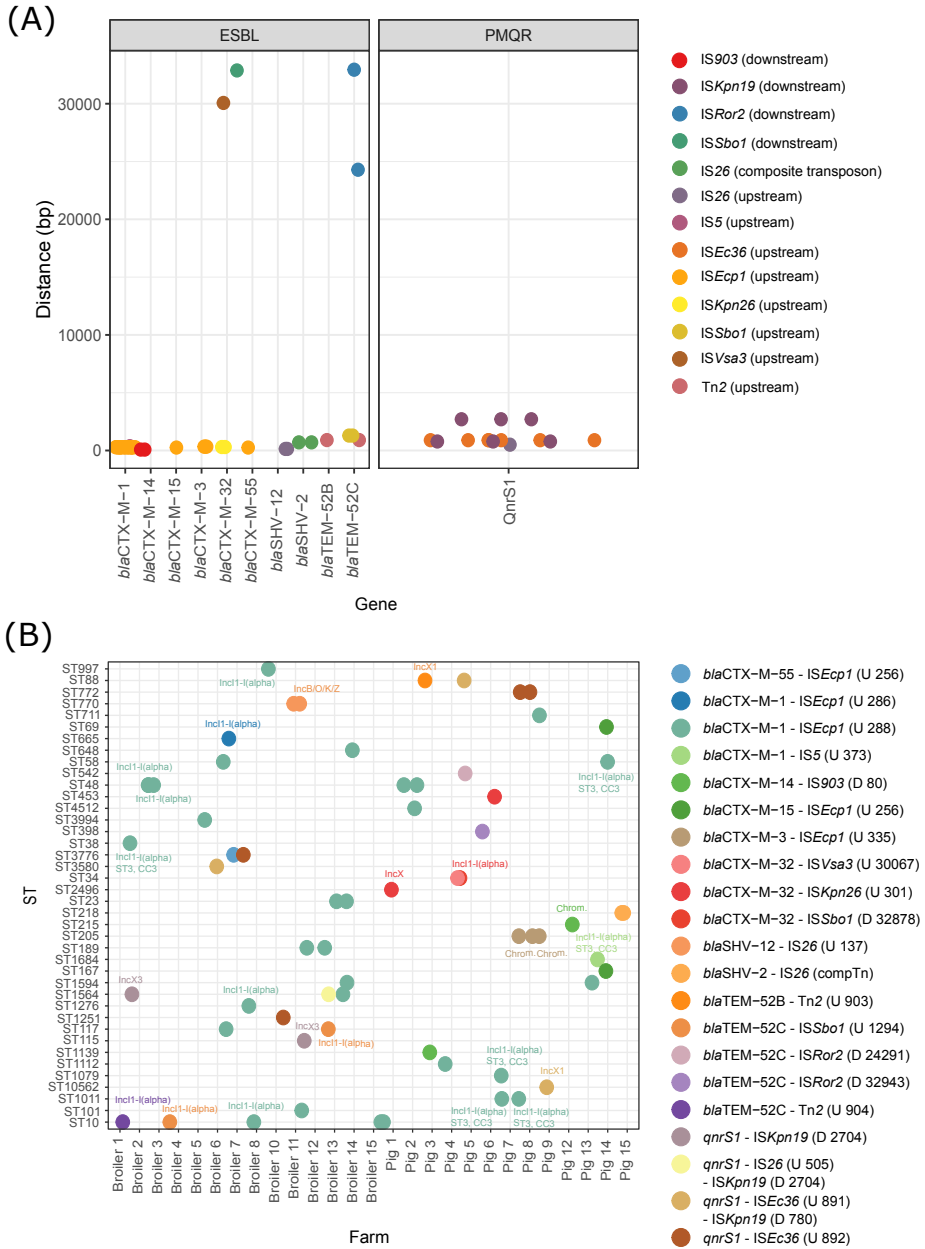 (A)
ESBL
PMQR
Distance (bp)
30000
20000
10000
0
blaCTX−M−1
blaCTX−M−14
blaCTX−M−15
blaCTX−M−3
blaCTX−M−32
blaCTX−M−55
blaSHV−12
blaSHV−2
blaTEM−52B
blaTEM−52C
QnrS1
Gene
IS903 (downstream)
ISKpn19 (downstream)
ISRor2 (downstream)
ISSbo1 (downstream)
IS26 (composite transposon)
IS26 (upstream)
IS5 (upstream)
ISEc36 (upstream)
ISEcp1 (upstream)
ISKpn26 (upstream)
ISSbo1 (upstream)
ISVsa3 (upstream)
Tn2 (upstream)
(B)
ST
ST997
ST88
ST772
ST770
ST711
ST69
ST665
ST648
ST58
ST542
ST48
ST453
ST4512
ST3994
ST398
ST38
ST3776
ST3580
ST34
ST2496
ST23
ST218
ST215
ST205
ST189
ST1684
ST167
ST1594
ST1564
ST1276
ST1251
ST117
ST115
ST1139
ST1112
ST1079
ST10562
ST1011
ST101
ST10
IncI1-I(alpha)
IncX1
IncB/O/K/Z
IncI1-I(alpha)
IncI1-I(alpha)
IncI1-I(alpha)
IncI1-I(alpha)
ST3, CC3
IncI1-I(alpha)
ST3, CC3
IncX
IncI1-I(alpha)
Chrom.
IncI1-I(alpha)
ST3, CC3
Chrom.
Chrom.
IncX3
IncI1-I(alpha)
IncX3
IncI1-I(alpha)
IncI1-I(alpha)
ST3, CC3
IncX1
IncI1-I(alpha)
IncI1-I(alpha)
IncI1-I(alpha)
IncI1-I(alpha)
ST3, CC3
IncI1-I(alpha)
ST3, CC3
Broiler 1
Broiler 2
Broiler 3
Broiler 4
Broiler 5
Broiler 6
Broiler 7
Broiler 8
Broiler 10
Broiler 11
Broiler 12
Broiler 13
Broiler 14
Broiler 15
Pig 1
Pig 2
Pig 3
Pig 4
Pig 5
Pig 6
Pig 7
Pig 8
Pig 9
Pig 12
Pig 13
Pig 14
Pig 15
Farm
blaCTX−M−55 - ISEcp1 (U 256)
blaCTX−M−1 - ISEcp1 (U 286)
blaCTX−M−1 - ISEcp1 (U 288)
blaCTX−M−1 - IS5 (U 373)
blaCTX−M−14 - IS903 (D 80)
blaCTX−M−15 - ISEcp1 (U 256)
blaCTX−M−3 - ISEcp1 (U 335)
blaCTX−M−32 - ISVsa3 (U 30067)
blaCTX−M−32 - ISKpn26 (U 301)
blaCTX−M−32 - ISSbo1 (D 32878)
blaSHV−12 - IS26 (U 137)
blaSHV−2 - IS26 (compTn)
blaTEM−52B - Tn2 (U 903)
blaTEM−52C - ISSbo1 (U 1294)
blaTEM−52C - ISRor2 (D 24291)
blaTEM−52C - ISRor2 (D 32943)
blaTEM−52C - Tn2 (U 904)
qnrS1 - ISKpn19 (D 2704)
qnrS1 - IS26 (U 505)
- ISKpn19 (D 2704)
qnrS1 - ISEc36 (U 891)
- ISKpn19 (D 780)
qnrS1 - ISEc36 (U 892)